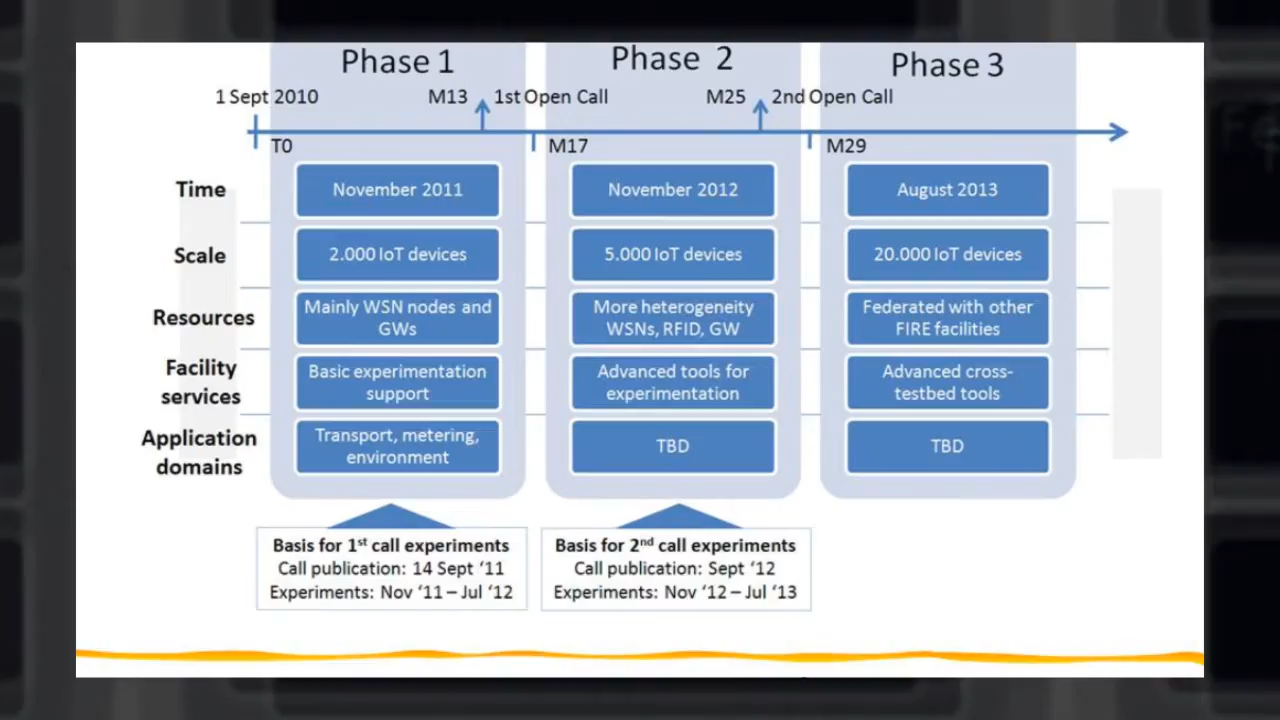 Phase 1
Phase 2
Phase 3
1 Sept 2010
M13
1st Open Call
M25
2nd Open Call
T0
M17
M29
Time
November 2011
November 2012
August 2013
Scale
2.000 IoT devices
5.000 IoT devices
20.000 IoT devices
Resources
Mainly WSN nodes and
GWs
More heterogeneity
WSNs, RFID, GW
Federated with other
FIRE facilities
Facility
services
Basic experimentation
support
Advanced tools for
experimentation
Advanced cross-
testbed tools
Application
domains
Transport, metering,
environment
TBD
TBD
Basis for 1st call experiments
Call publication: 14 Sept ‘11
Experiments: Nov ‘11 – Jul ‘12
Basis for 2nd call experiments
Call publication: Sept ‘12
Experiments: Nov ‘12 – Jul ‘13